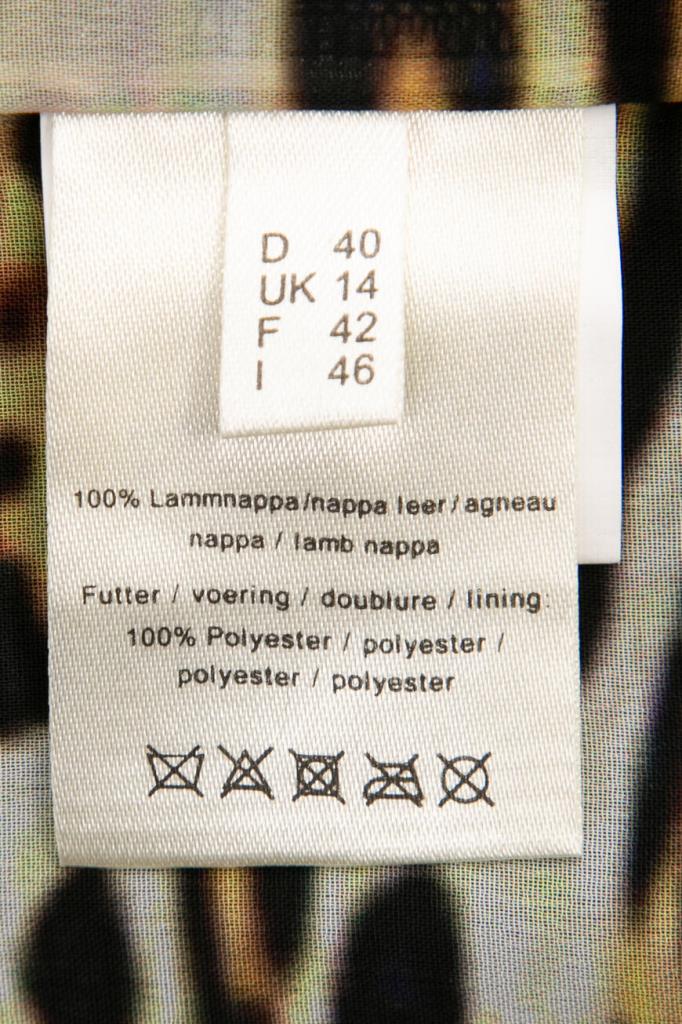 D 40
UK 14
F 42
I 46
100% Lammnappa/nappa leer/agneau
nappa / lamb nappa
Futter / voering / doublure / lining:
100% Polyester / polyester /
polyester / polyester